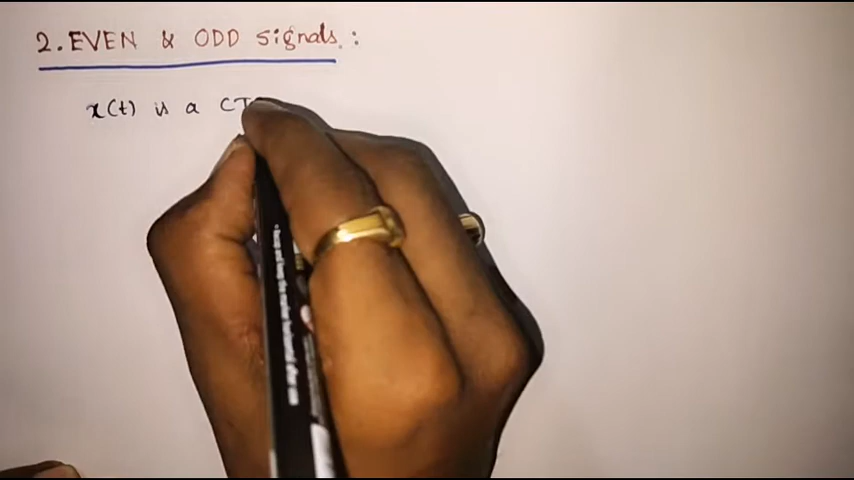 2. EVEN & ODD Signals :
x(t) is a CT